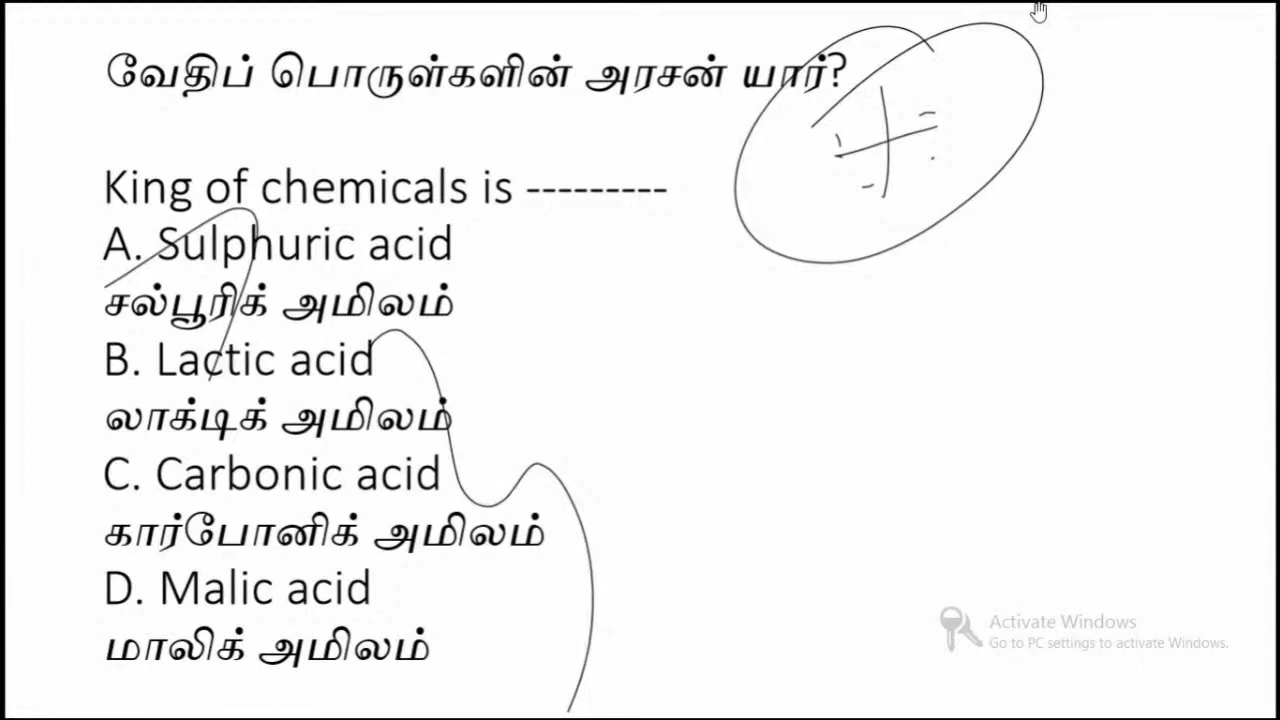 வேதிப் பொருள்களின் அரசன் யார்?
King of chemicals is ---------
A. Sulphuric acid
சல்பூரிக் அமிலம்
B. Lactic acid
லாக்டிக் அமிலம்
C. Carbonic acid
கார்போனிக் அமிலம்
D. Malic acid
மாலிக் அமிலம்
Activate Windows
Go to PC settings to activate Windows.